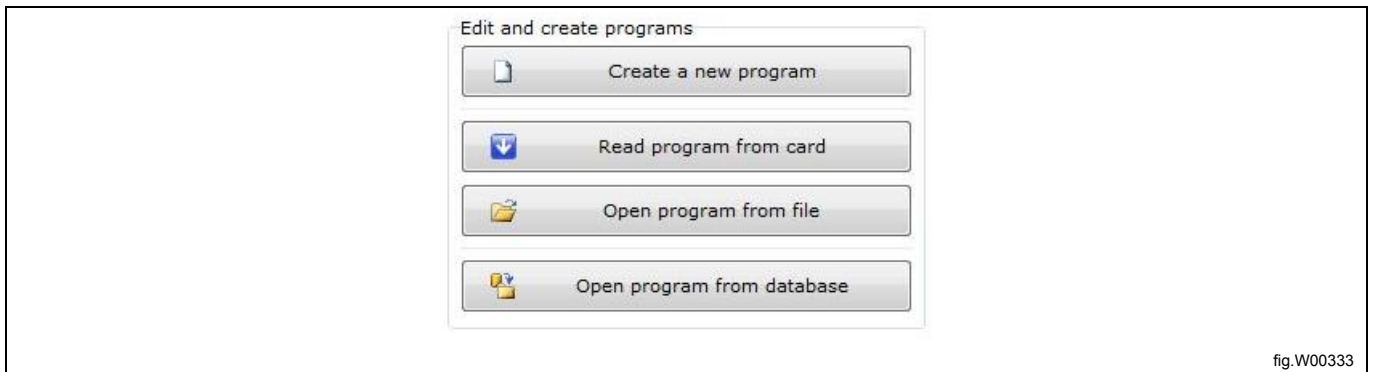 Edit and create programs
Create a new program
Read program from card
Open program from file
Open program from database
fig.W00333